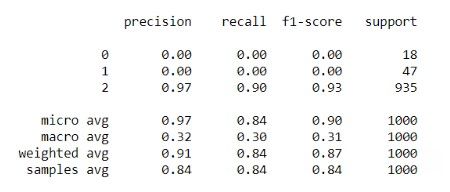 precision recall f1-score support
0 0.00 0.00 0.00 18
1 0.00 0.00 0.00 47
2 0.97 0.90 0.93 935
micro avg 0.97 0.84 0.90 1000
macro avg 0.32 0.30 0.31 1000
weighted avg 0.91 0.84 0.87 1000
samples avg 0.84 0.84 0.84 1000